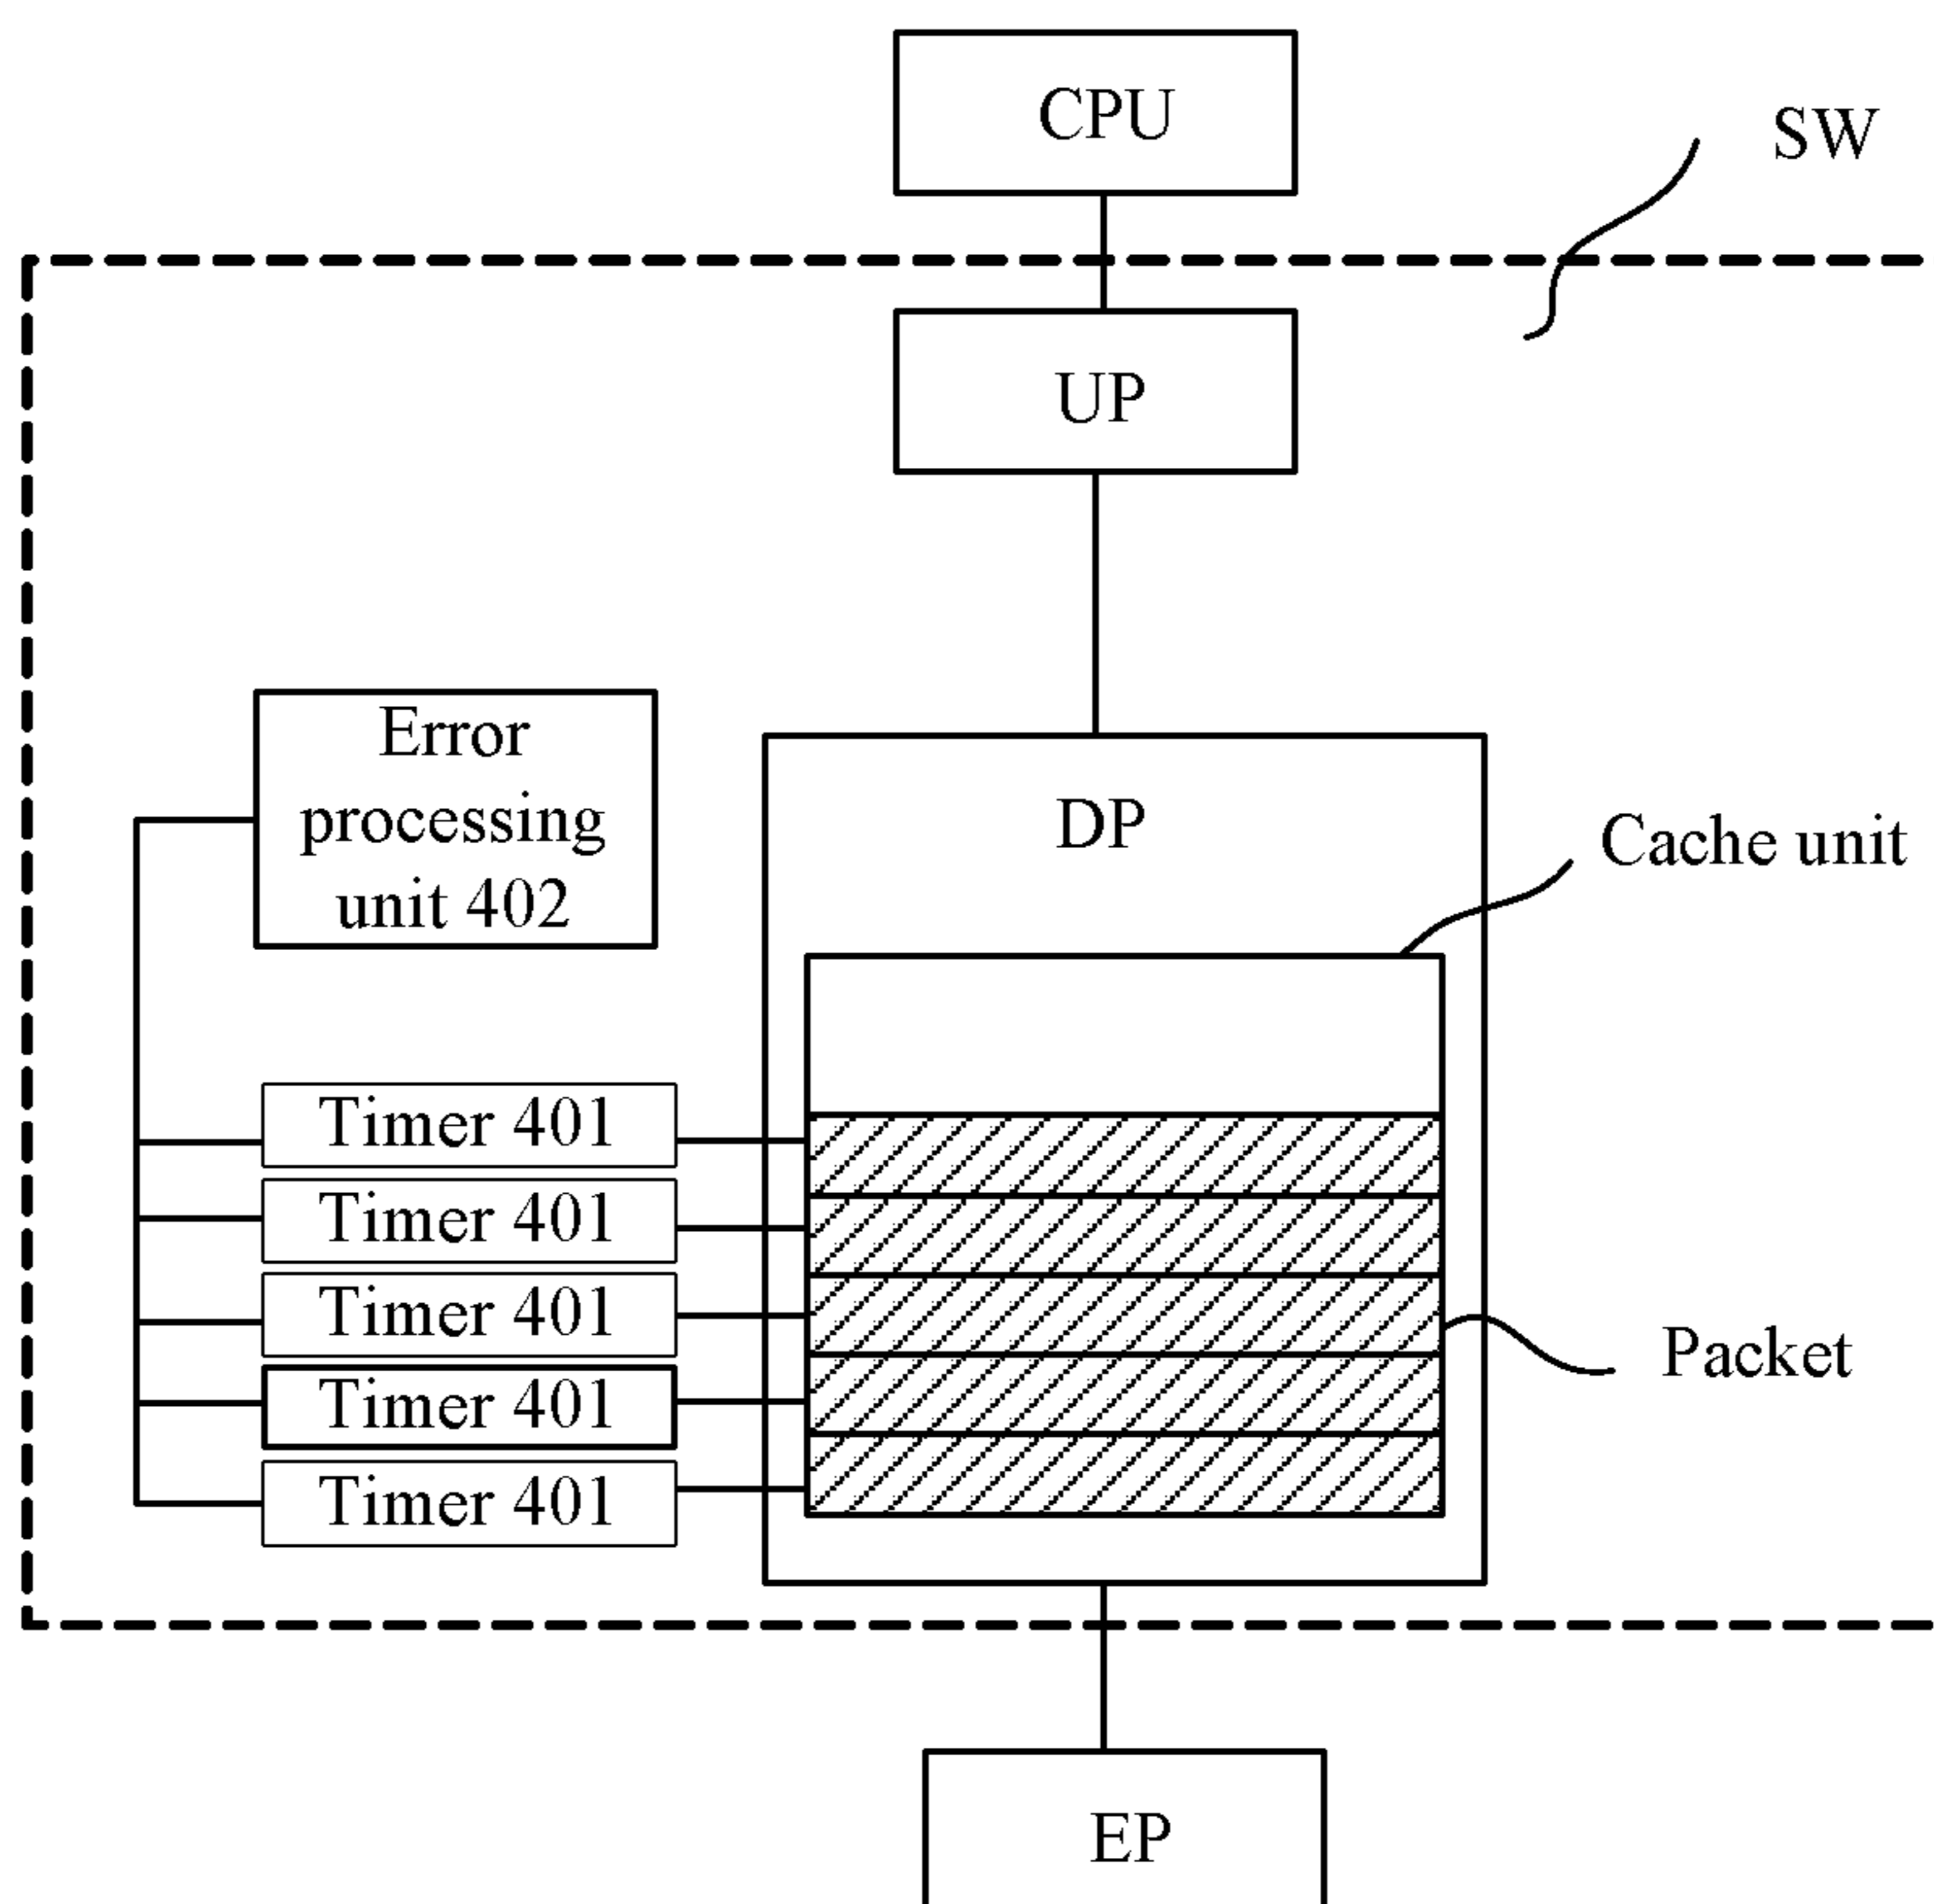 CPU
SW
UP
Error
processing
unit 402
DP
Cache unit
Timer 401
Timer 401
Timer 401
Timer 401
Timer 401
Packet
EP